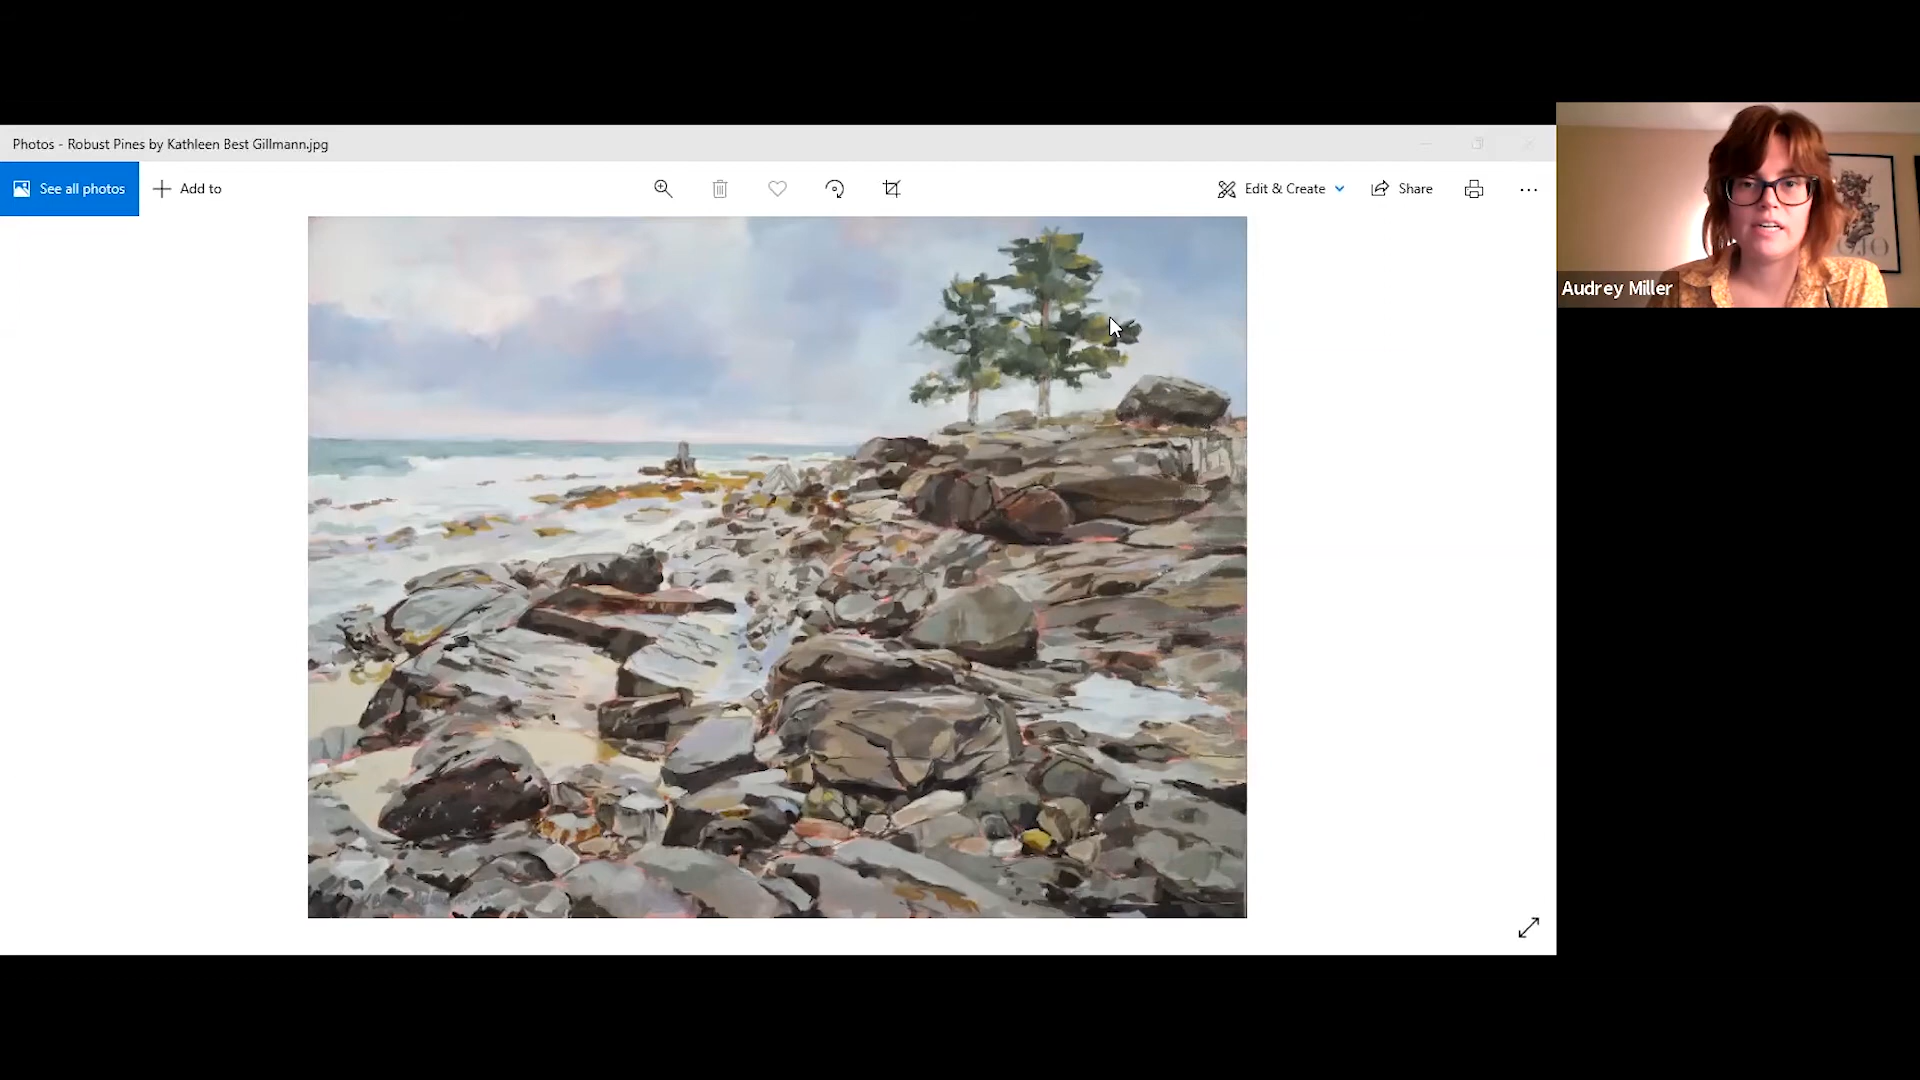 Photos - Robust Pines by Kathleen Best Gillmann.jpg
See all photos
Add to
Edit & Create
Share
Audrey Miller